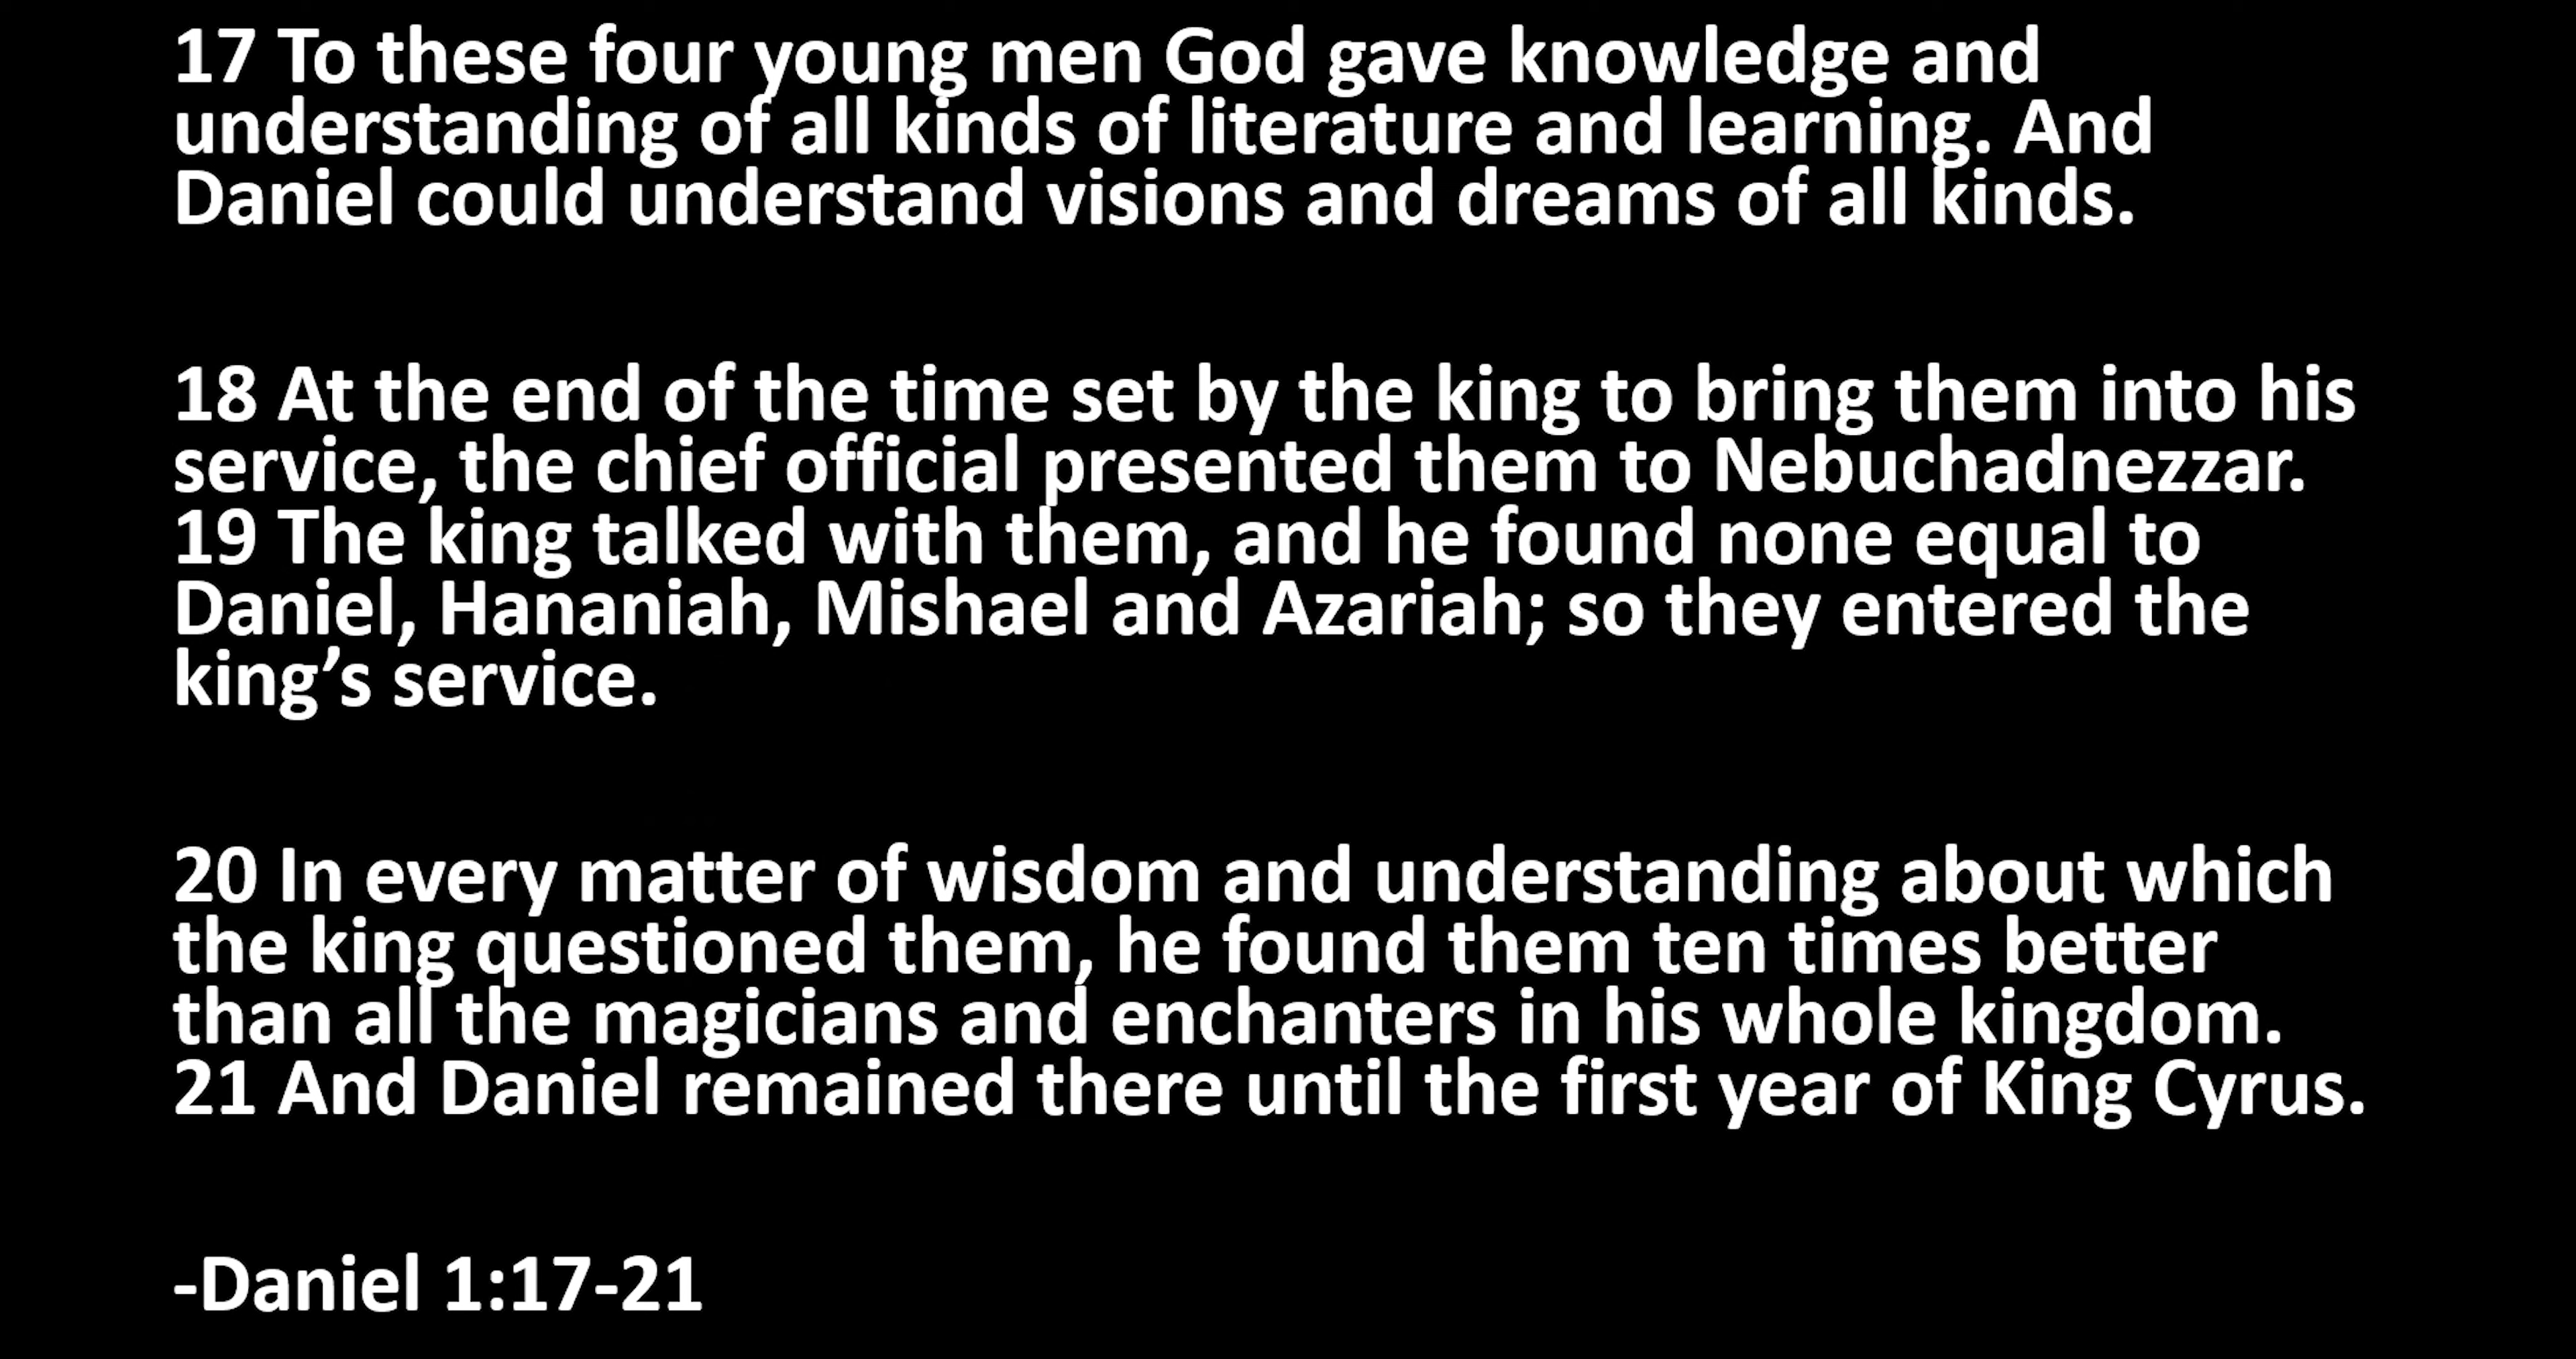 17 To these four young men God gave knowledge and
understanding of all kinds of literature and learning. And
Daniel could understand visions and dreams of all kinds.
18 At the end of the time set by the king to bring them into his
service, the chief official presented them to Nebuchadnezzar.
19 The king talked with them, and he found none equal to
Daniel, Hananiah, Mishael and Azariah; so they entered the
king’s service.
20 In every matter of wisdom and understanding about which
the king questioned them, he found them ten times better
than all the magicians and enchanters in his whole kingdom.
21 And Daniel remained there until the first year of King Cyrus.
-Daniel 1:17-21